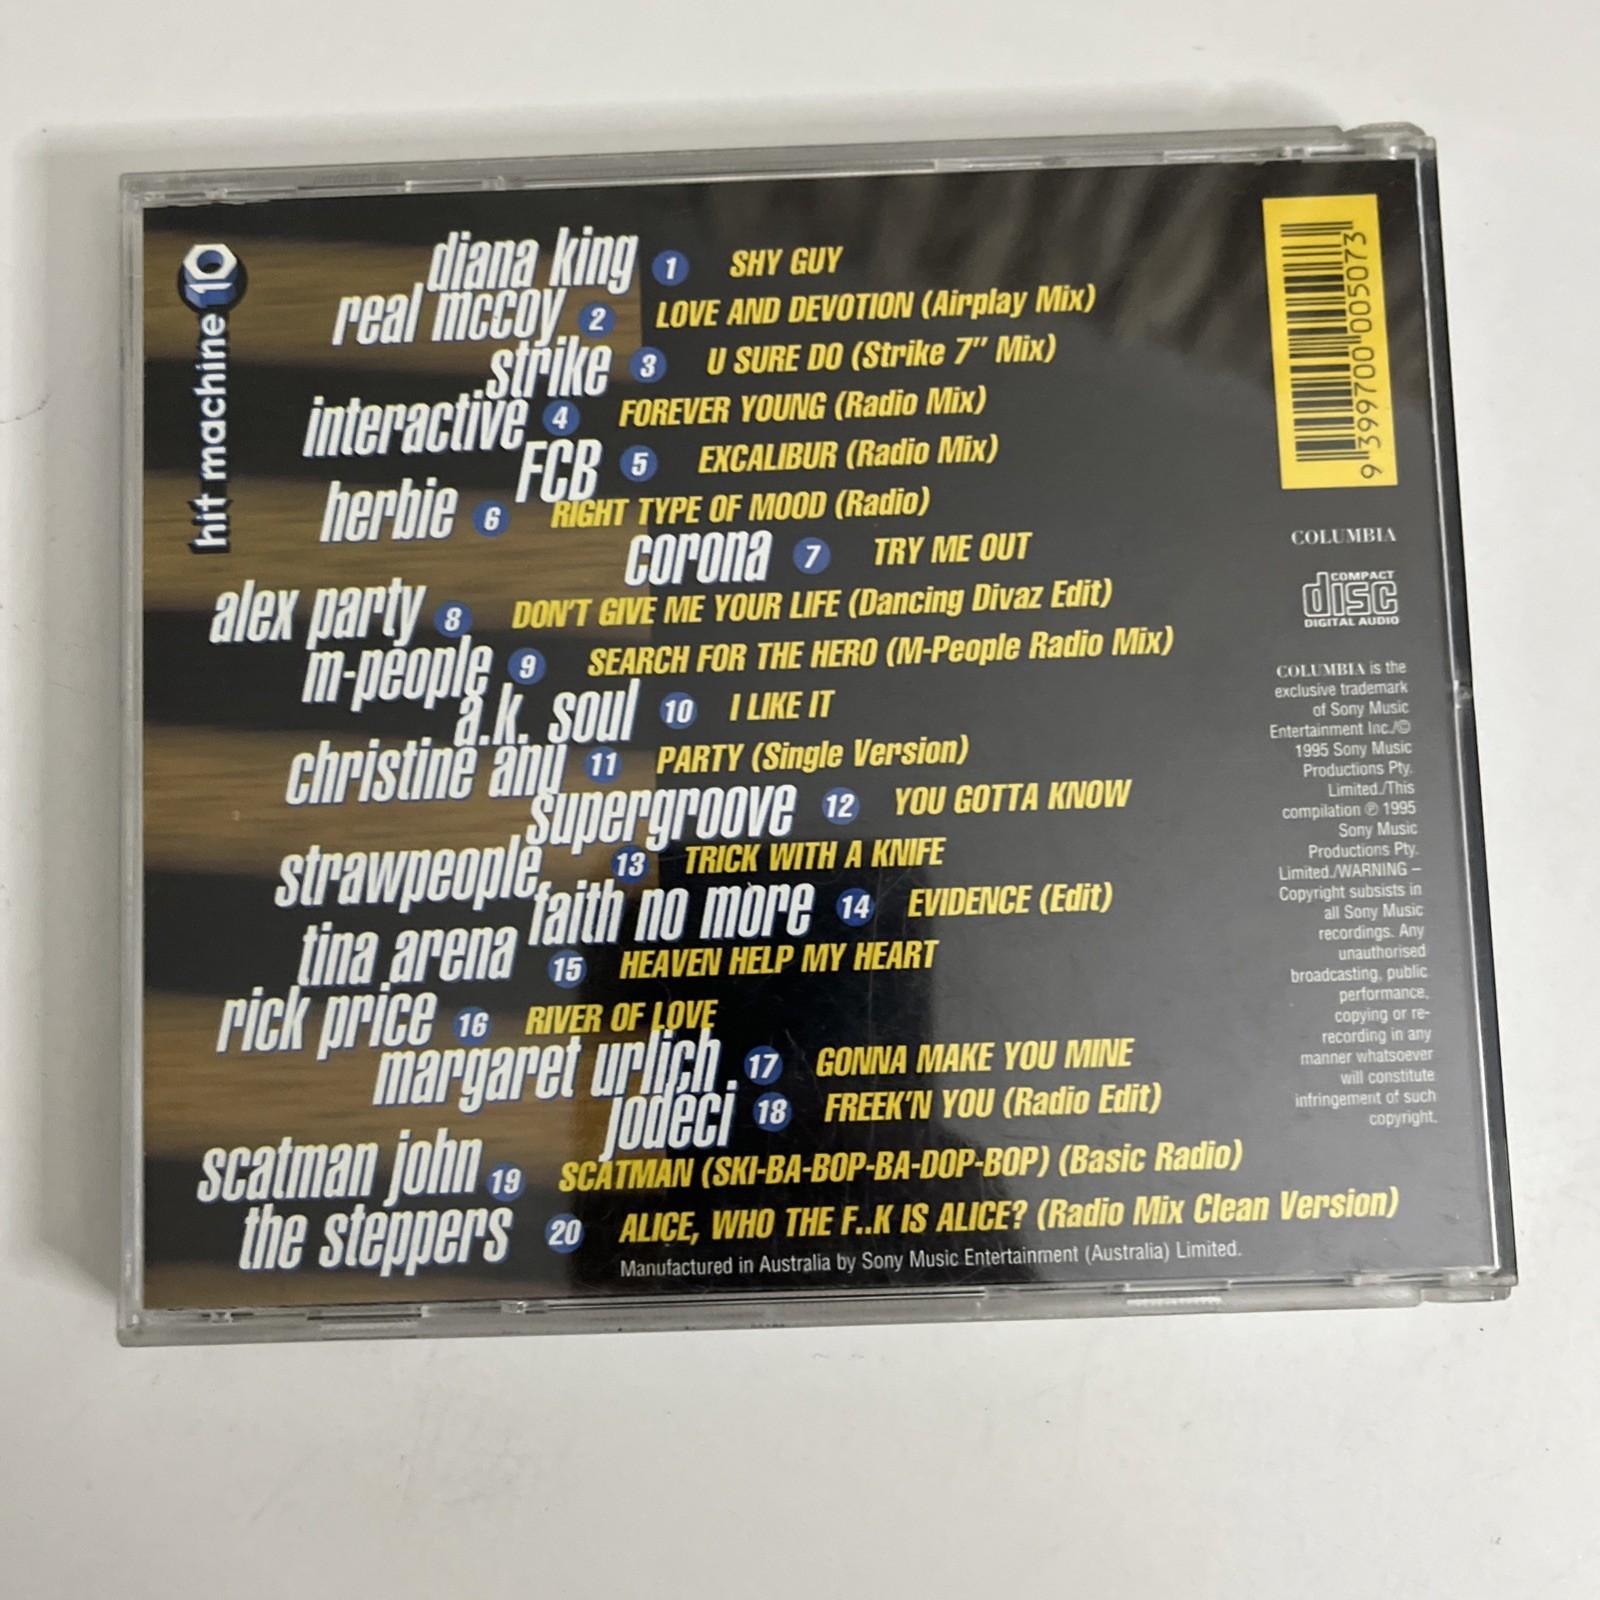 hit machine 10
diana king 1 SHY GUY
real mccoy 2 LOVE AND DEVOTION (Airplay Mix)
strike 3 U SURE DO (Strike 7" Mix)
interactive 4 FOREVER YOUNG (Radio Mix)
FCB 5 EXCALIBUR (Radio Mix)
herbie 6 RIGHT TYPE OF MOOD (Radio)
corona 7 TRY ME OUT
alex party 8 DON'T GIVE ME YOUR LIFE (Dancing Divaz Edit)
m-people 9 SEARCH FOR THE HERO (M-People Radio Mix)
a.k. soul 10 I LIKE IT
christine anu 11 PARTY (Single Version)
supergroove 12 YOU GOTTA KNOW
strawpeople 13 TRICK WITH A KNIFE
faith no more 14 EVIDENCE (Edit)
tina arena 15 HEAVEN HELP MY HEART
rick price 16 RIVER OF LOVE
margaret urlich 17 GONNA MAKE YOU MINE
jodeci 18 FREEK'N YOU (Radio Edit)
scatman john 19 SCATMAN (SKI-BA-BOP-BA-DOP-BOP) (Basic Radio)
the steppers 20 ALICE, WHO THE F..K IS ALICE? (Radio Mix Clean Version)
Manufactured in Australia by Sony Music Entertainment (Australia) Limited.
9 399700 005073
COLUMBIA
COMPACT
disc
DIGITAL AUDIO
COLUMBIA is the
exclusive trademark
of Sony Music
Entertainment Inc./©
1995 Sony Music
Productions Pty.
Limited./This
compilation ℗ 1995
Sony Music
Productions Pty.
Limited./WARNING –
Copyright subsists in
all Sony Music
recordings. Any
unauthorised
broadcasting, public
performance,
copying or re-
recording in any
manner whatsoever
will constitute
infringement of such
copyright.